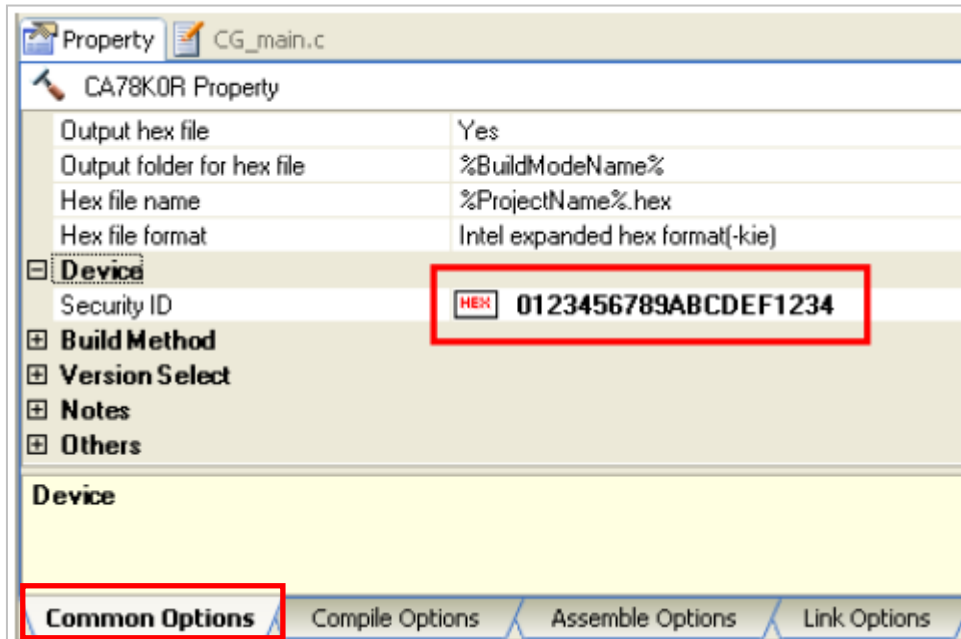 Property CG_main.c
CA78K0R Property
Output hex file Yes
Output folder for hex file %BuildModeName%
Hex file name %ProjectName%.hex
Hex file format Intel expanded hex format(-kie)
Device
Security ID HEX 0123456789ABCDEF1234
Build Method
Version Select
Notes
Others
Device
Common Options Compile Options Assemble Options Link Options